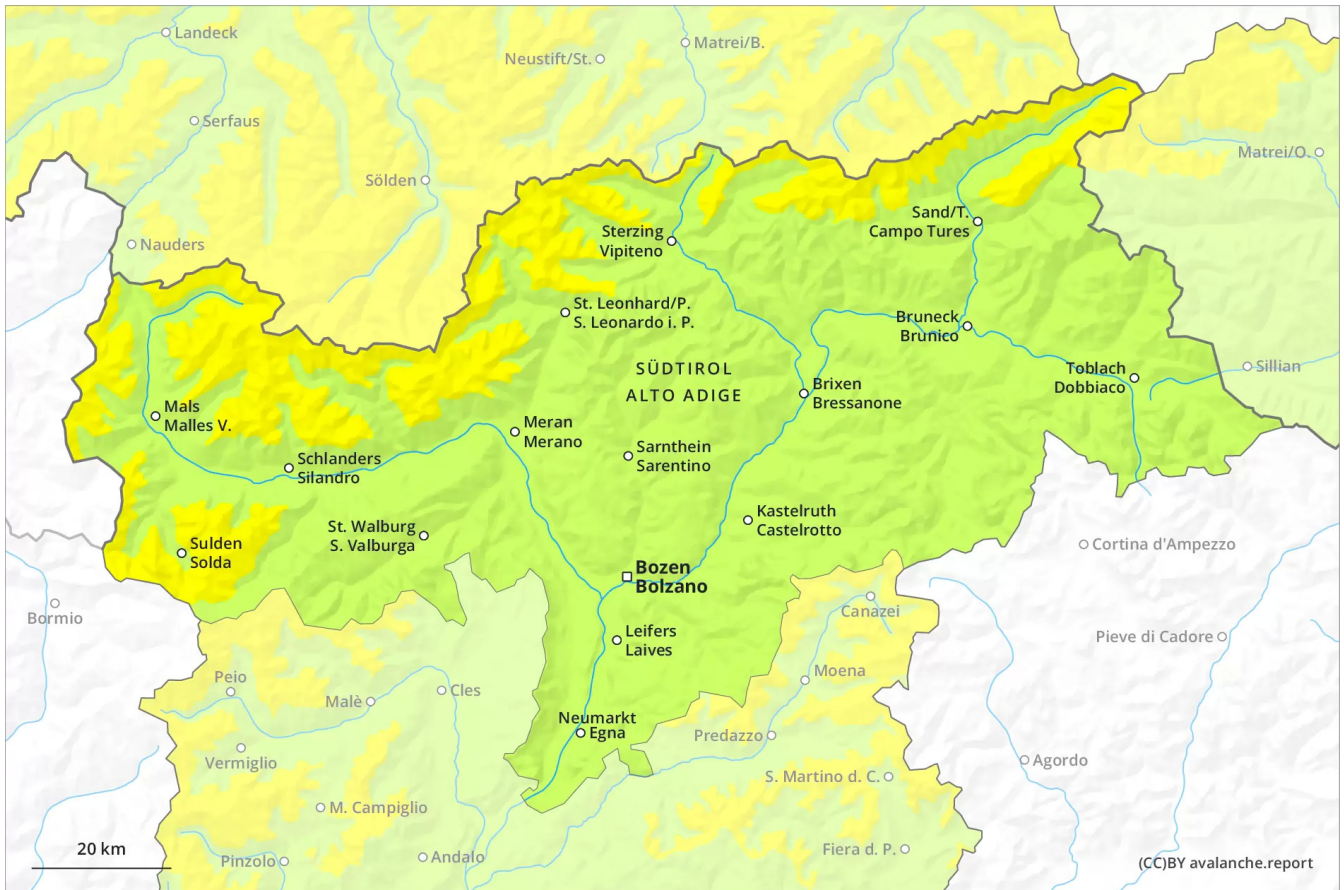 Landeck
Matrei/B.
Neustift/St.
Serfaus
Matrei/O.
Sölden
Nauders
Sand/T.
Campo Tures
Sterzing
Vipiteno
St. Leonhard/P.
S. Leonardo i. P.
Bruneck
Brunico
SÜDTIROL
ALTO ADIGE
Toblach
Dobbiaco
Sillian
Brixen
Bressanone
Mals
Malles V.
Meran
Merano
Sarnthein
Sarentino
Schlanders
Silandro
Kastelruth
Castelrotto
St. Walburg
S. Valburga
Sulden
Solda
Cortina d'Ampezzo
Bozen
Bolzano
Bormio
Canazei
Leifers
Laives
Pieve di Cadore
Peio
Moena
Malè
Cles
Neumarkt
Egna
Predazzo
Vermiglio
Agordo
S. Martino d. C.
M. Campiglio
20 km
Pinzolo
Andalo
Fiera d. P.
(CC)BY avalanche.report